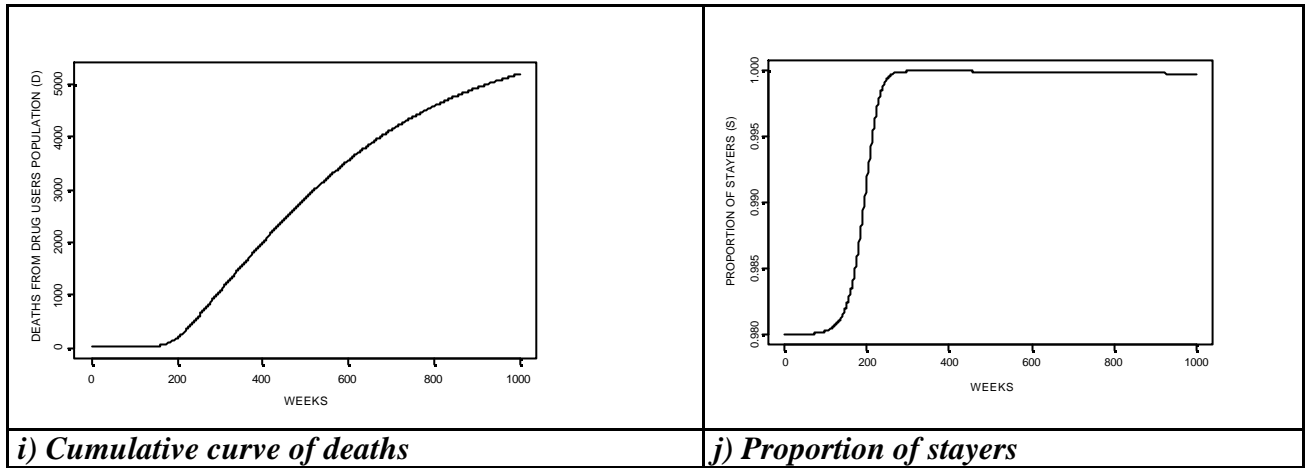 DEATHS FROM DRUG USERS POPULATION (D)
5000
4000
3000
2000
1000
0
0 200 400 600 800 1000
WEEKS
i) Cumulative curve of deaths
PROPORTION OF STAYERS (S)
1.000
0.995
0.990
0.985
0.980
0 200 400 600 800 1000
WEEKS
j) Proportion of stayers